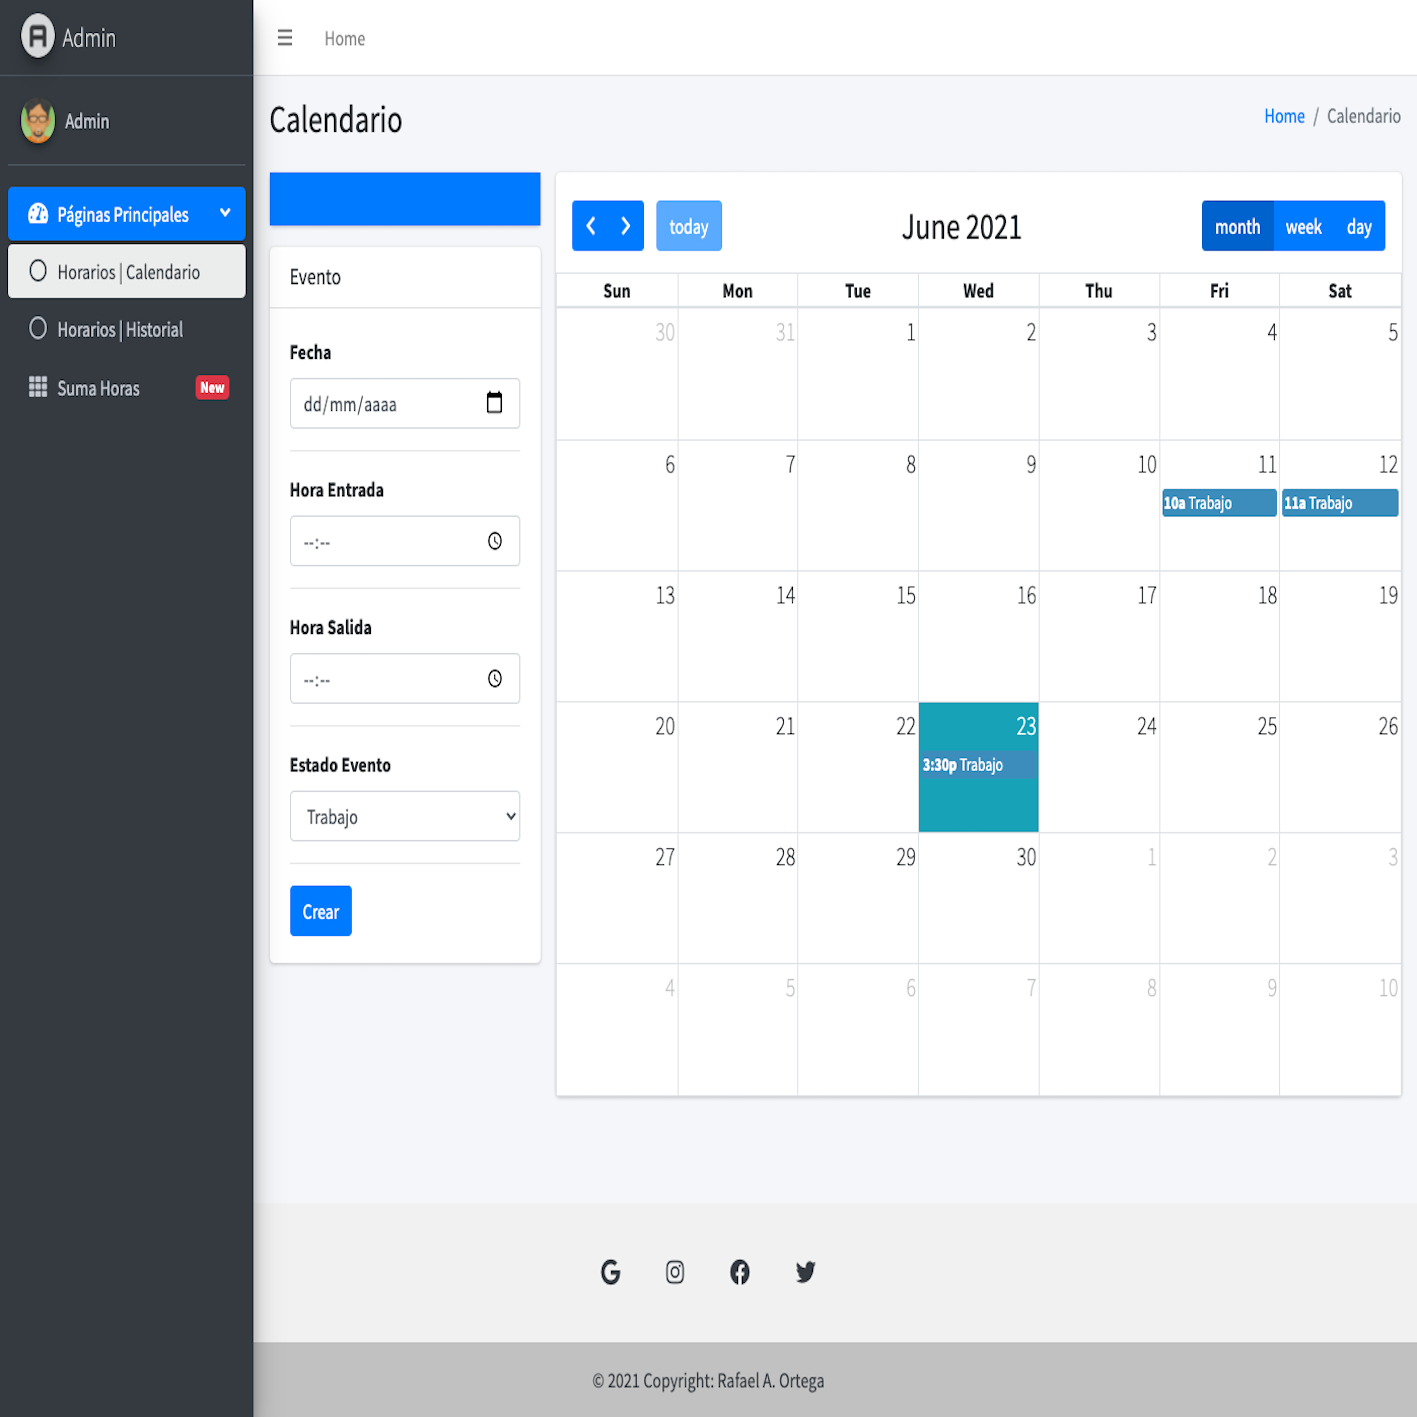 Admin
Home
Admin
Páginas Principales
Horarios | Calendario
Horarios | Historial
Suma Horas New
Calendario
Home / Calendario
Evento
Fecha
dd/mm/aaaa
Hora Entrada
--:--
Hora Salida
--:--
Estado Evento
Trabajo
Crear
today
June 2021
month week day
Sun Mon Tue Wed Thu Fri Sat
30 31 1 2 3 4 5
6 7 8 9 10 11 12
10a Trabajo 11a Trabajo
13 14 15 16 17 18 19
20 21 22 23 24 25 26
3:30p Trabajo
27 28 29 30 1 2 3
4 5 6 7 8 9 10
© 2021 Copyright: Rafael A. Ortega